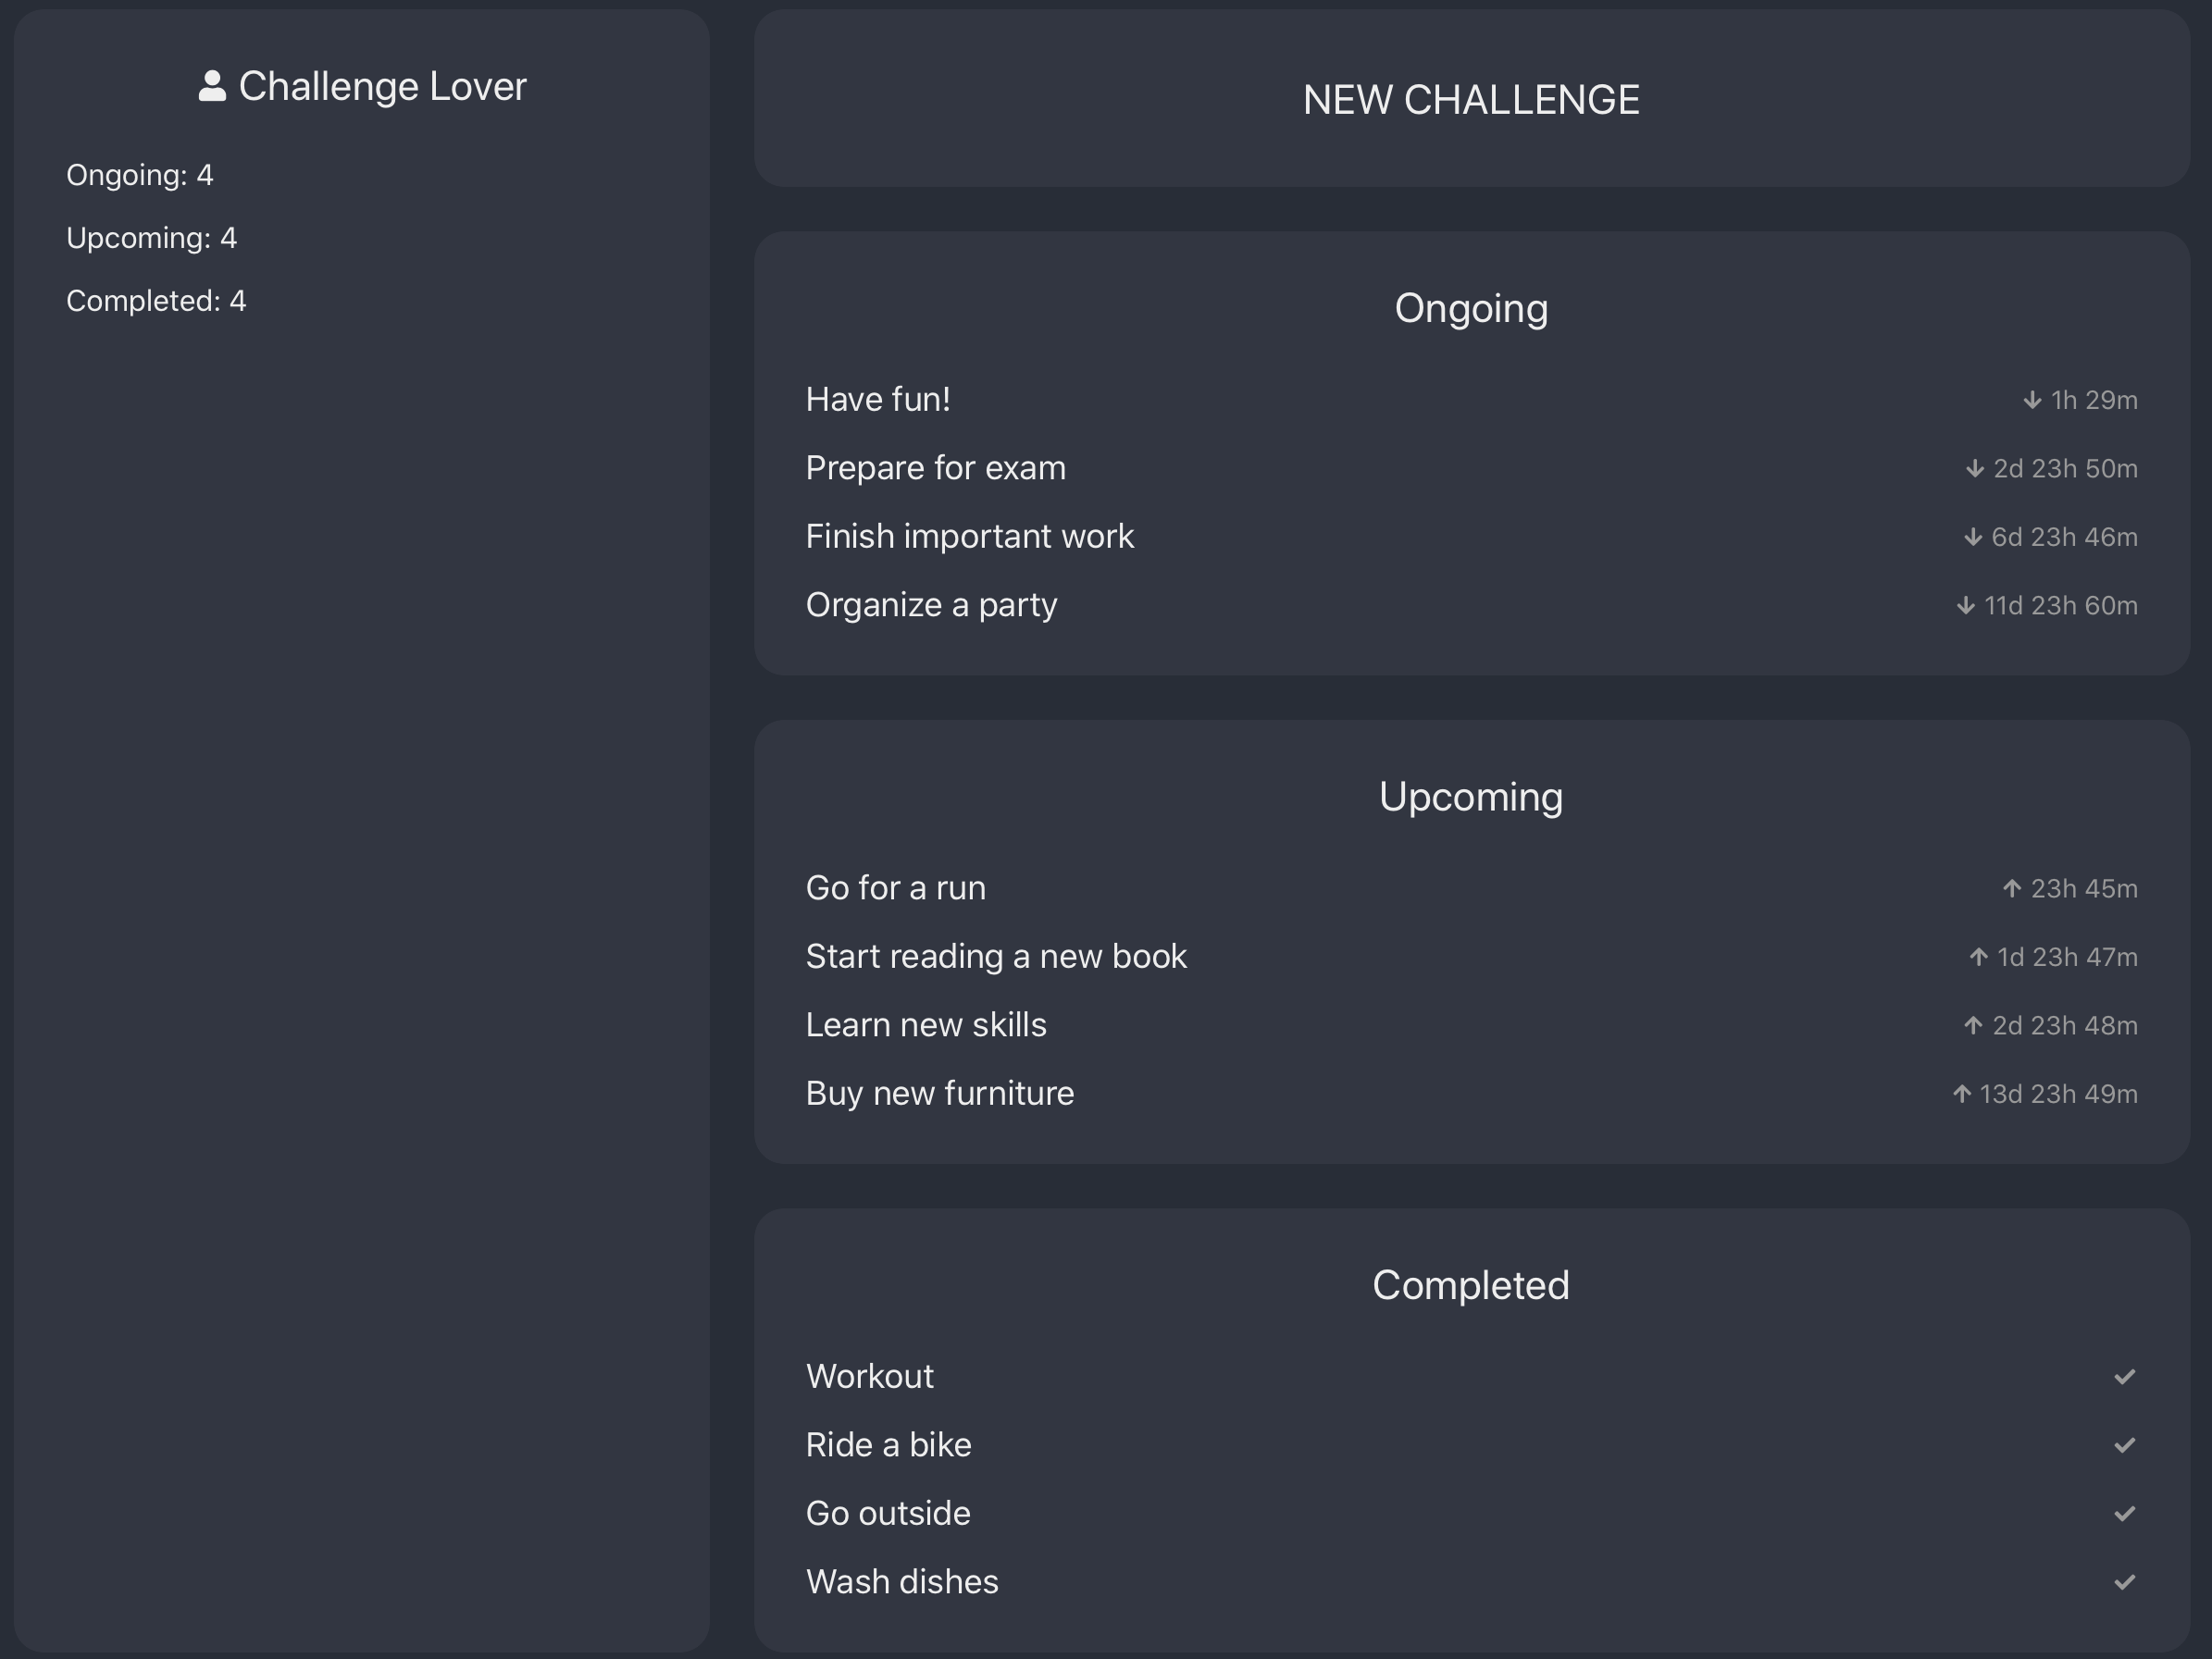 Challenge Lover
Ongoing: 4
Upcoming: 4
Completed: 4
NEW CHALLENGE
Ongoing
Have fun! 1h 29m
Prepare for exam 2d 23h 50m
Finish important work 6d 23h 46m
Organize a party 11d 23h 60m
Upcoming
Go for a run 23h 45m
Start reading a new book 1d 23h 47m
Learn new skills 2d 23h 48m
Buy new furniture 13d 23h 49m
Completed
Workout
Ride a bike
Go outside
Wash dishes